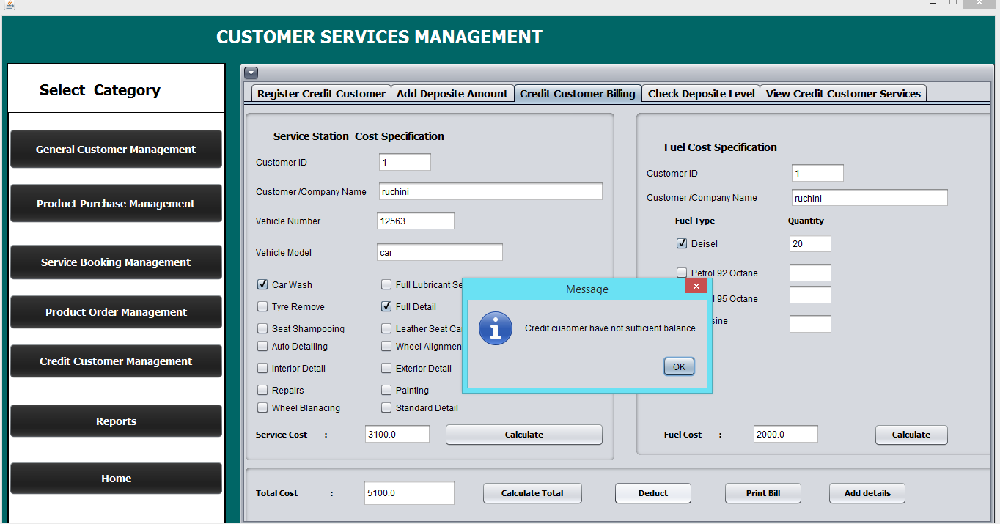 CUSTOMER SERVICES MANAGEMENT
Select Category
General Customer Management
Product Purchase Management
Service Booking Management
Product Order Management
Credit Customer Management
Reports
Home
Register Credit Customer
Add Deposite Amount
Credit Customer Billing
Check Deposite Level
View Credit Customer Services
Service Station Cost Specification
Customer ID 1
Customer /Company Name ruchini
Vehicle Number 12563
Vehicle Model car
Car Wash
Full Lubricant Se
Tyre Remove
Full Detail
Seat Shampooing
Leather Seat Ca
Auto Detailing
Wheel Alignmen
Interior Detail
Exterior Detail
Repairs
Painting
Wheel Blanacing
Standard Detail
Service Cost : 3100.0 Calculate
Fuel Cost Specification
Customer ID 1
Customer /Company Name ruchini
Fuel Type Quantity
Deisel 20
Petrol 92 Octane
95 Octane
sine
Fuel Cost : 2000.0 Calculate
Message
Credit cusomer have not sufficient balance
OK
Total Cost : 5100.0 Calculate Total Deduct Print Bill Add details